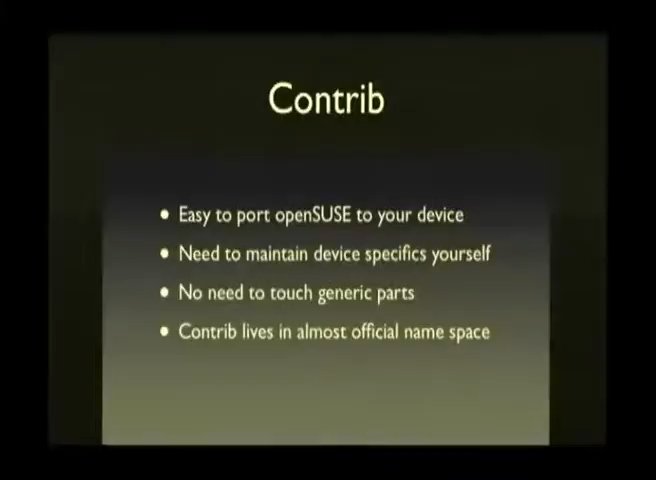 Contrib
• Easy to port openSUSE to your device
• Need to maintain device specifics yourself
• No need to touch generic parts
• Contrib lives in almost official name space